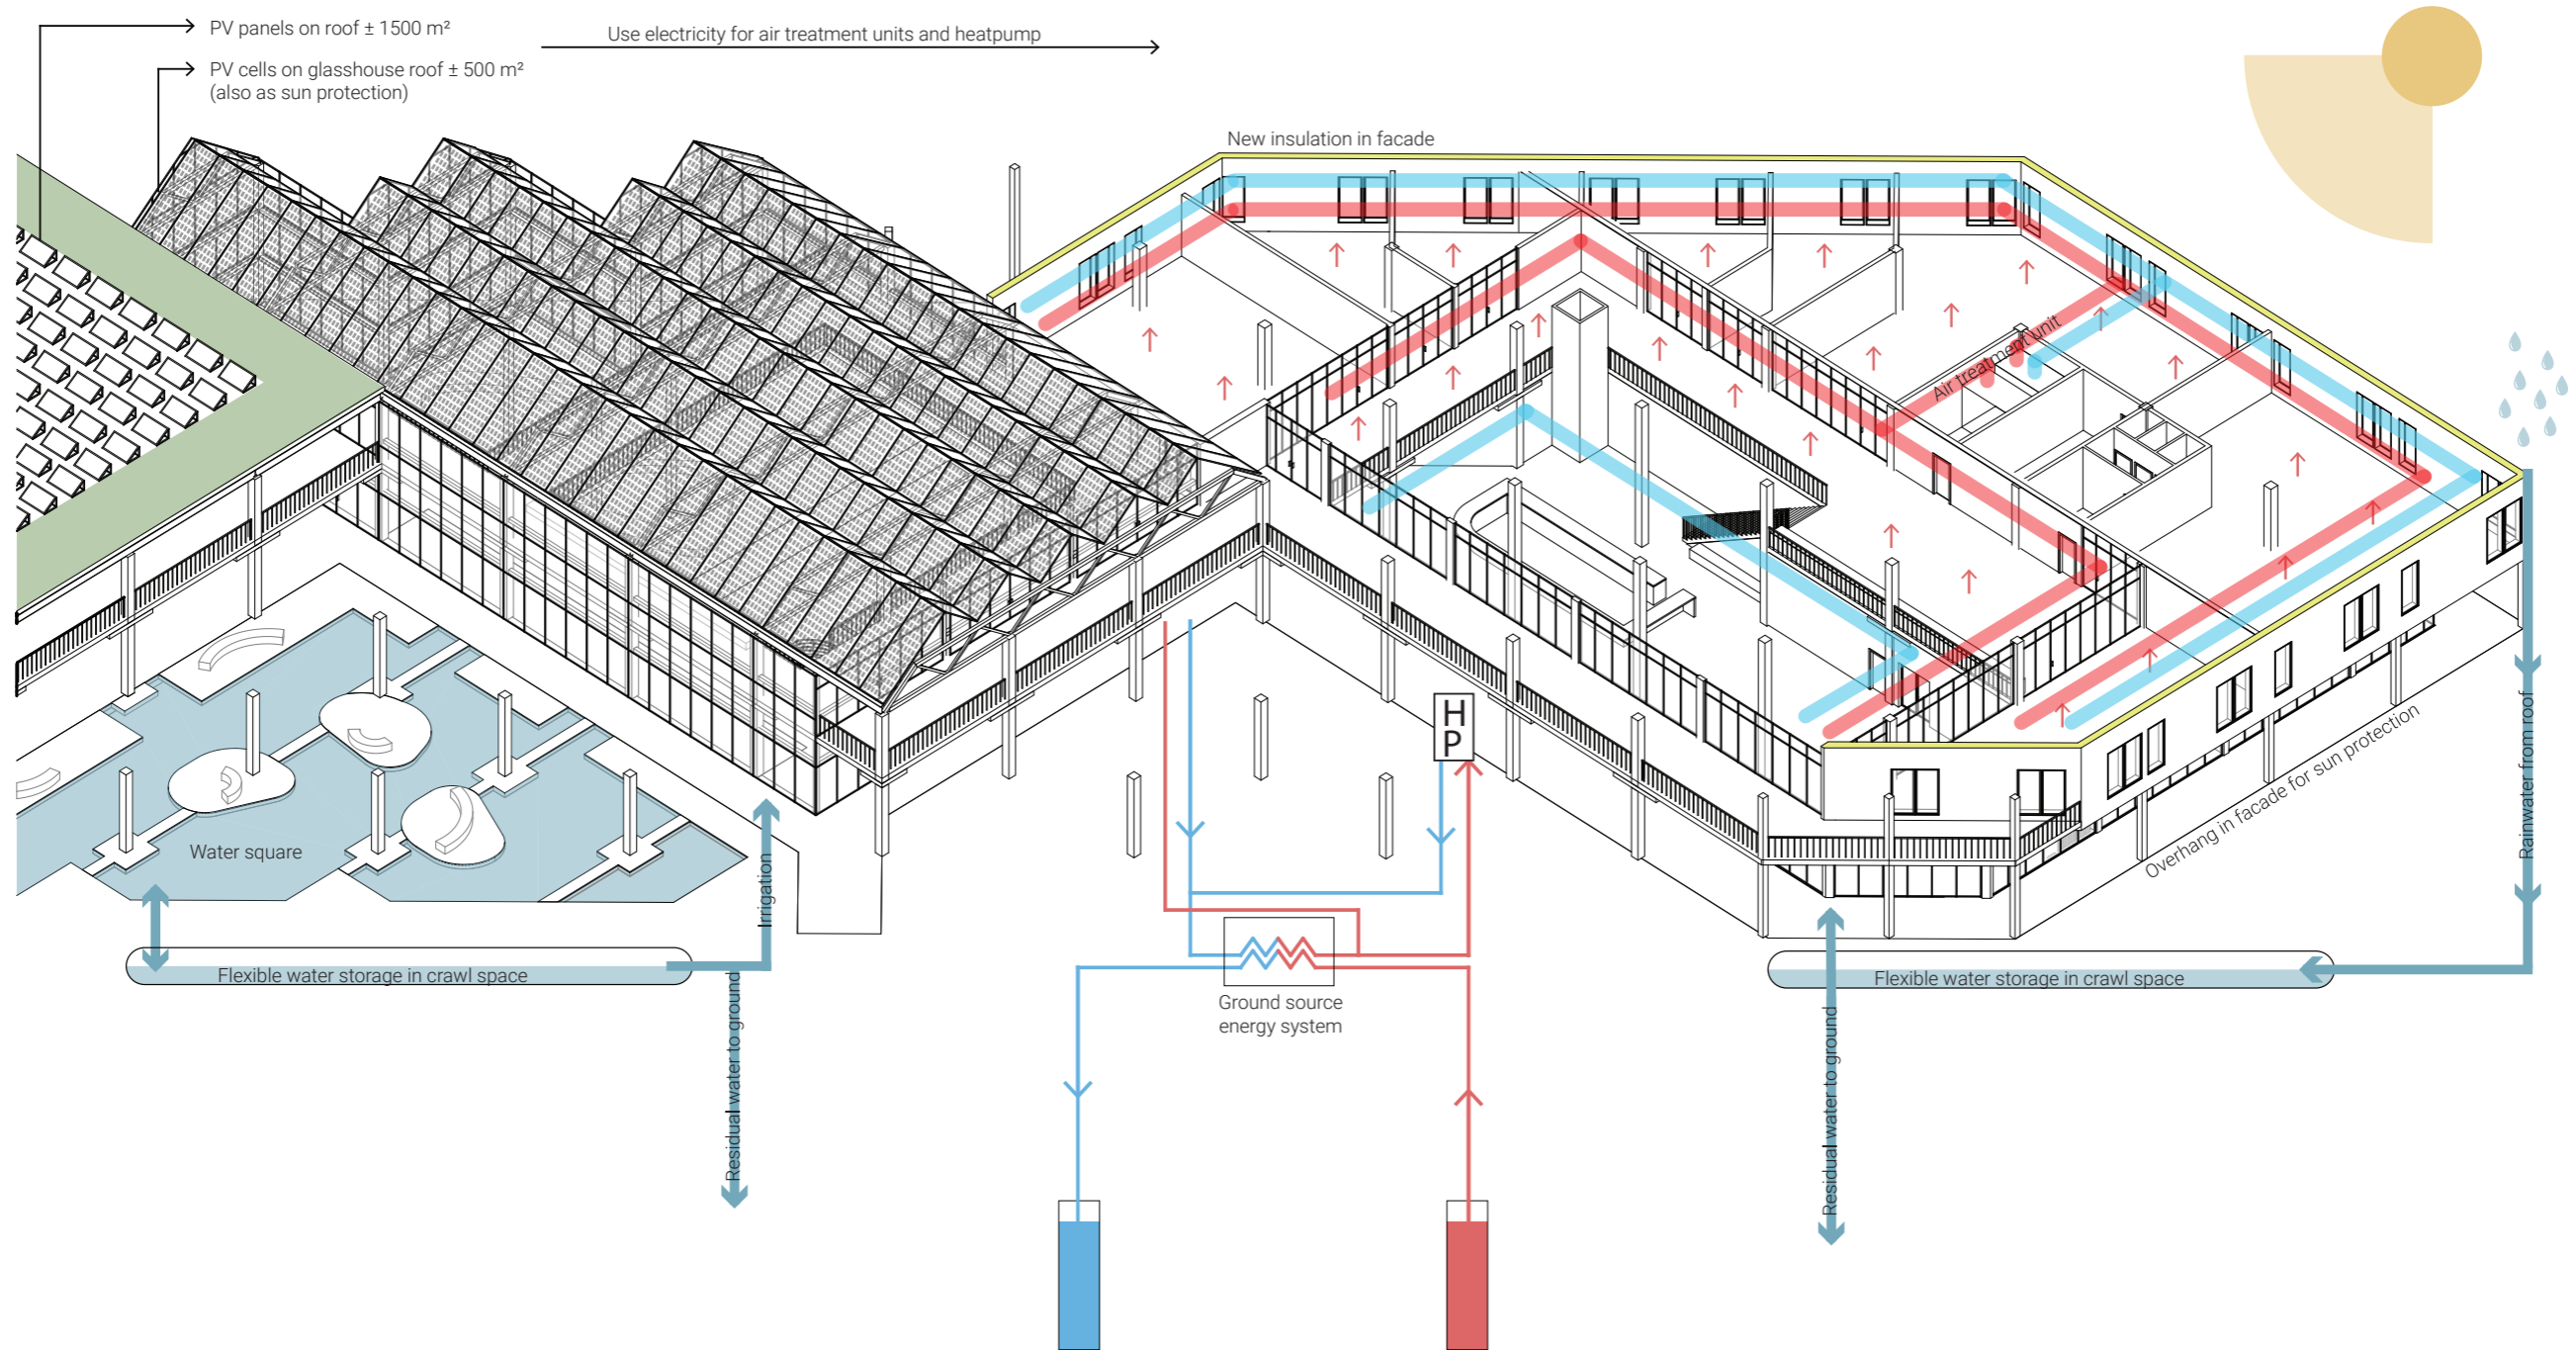 PV panels on roof ± 1500 m²
Use electricity for air treatment units and heatpump
PV cells on glasshouse roof ± 500 m²
(also as sun protection)
New insulation in facade
Air treatment unit
H
P
Overhang in facade for sun protection
Rainwater from roof
Water square
Irrigation
Flexible water storage in crawl space
Flexible water storage in crawl space
Ground source
energy system
Residual water to ground
Residual water to ground